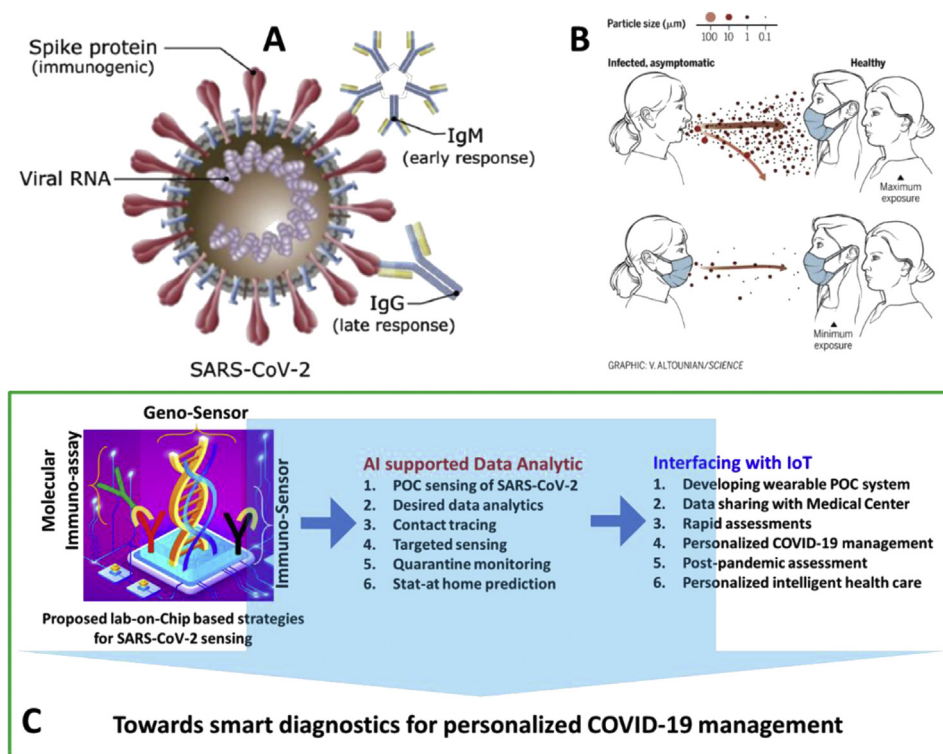 A
Spike protein
(immunogenic)
IgM
(early response)
Viral RNA
IgG
(late response)
SARS-CoV-2
B
Particle size (μm)
100 10 1 0.1
Infected, asymptomatic
Healthy
Maximum
exposure
Minimum
exposure
GRAPHIC: V. ALTOUNIAN/SCIENCE
Geno-Sensor
Molecular
Immuno-assay
Immuno-Sensor
Proposed lab-on-Chip based strategies
for SARS-CoV-2 sensing
AI supported Data Analytic
1. POC sensing of SARS-CoV-2
2. Desired data analytics
3. Contact tracing
4. Targeted sensing
5. Quarantine monitoring
6. Stat-at home prediction
Interfacing with IoT
1. Developing wearable POC system
2. Data sharing with Medical Center
3. Rapid assessments
4. Personalized COVID-19 management
5. Post-pandemic assessment
6. Personalized intelligent health care
C
Towards smart diagnostics for personalized COVID-19 management